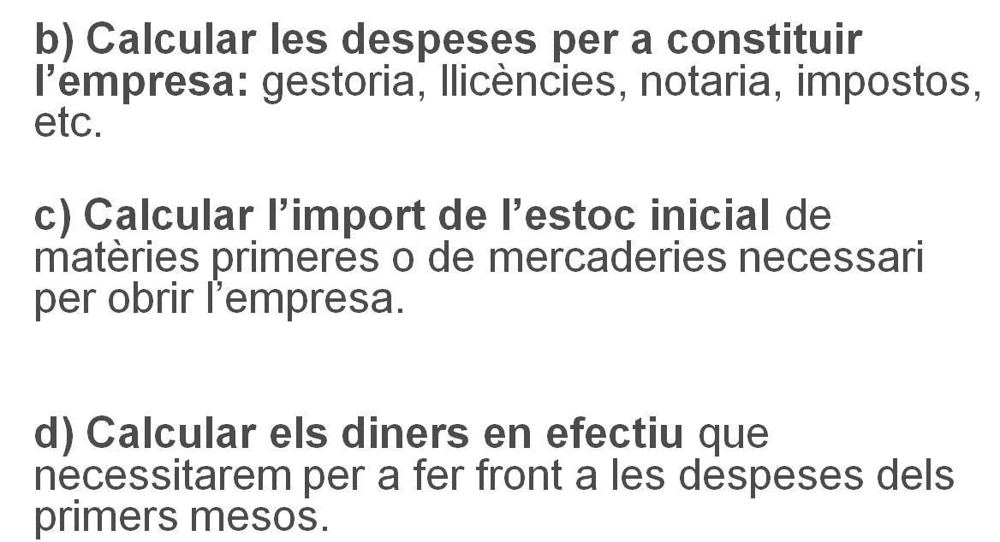 b) Calcular les despeses per a constituir
l’empresa: gestoria, llicències, notaria, impostos,
etc.
c) Calcular l’import de l’estoc inicial de
matèries primeres o de mercaderies necessari
per obrir l’empresa.
d) Calcular els diners en efectiu que
necessitarem per a fer front a les despeses dels
primers mesos.